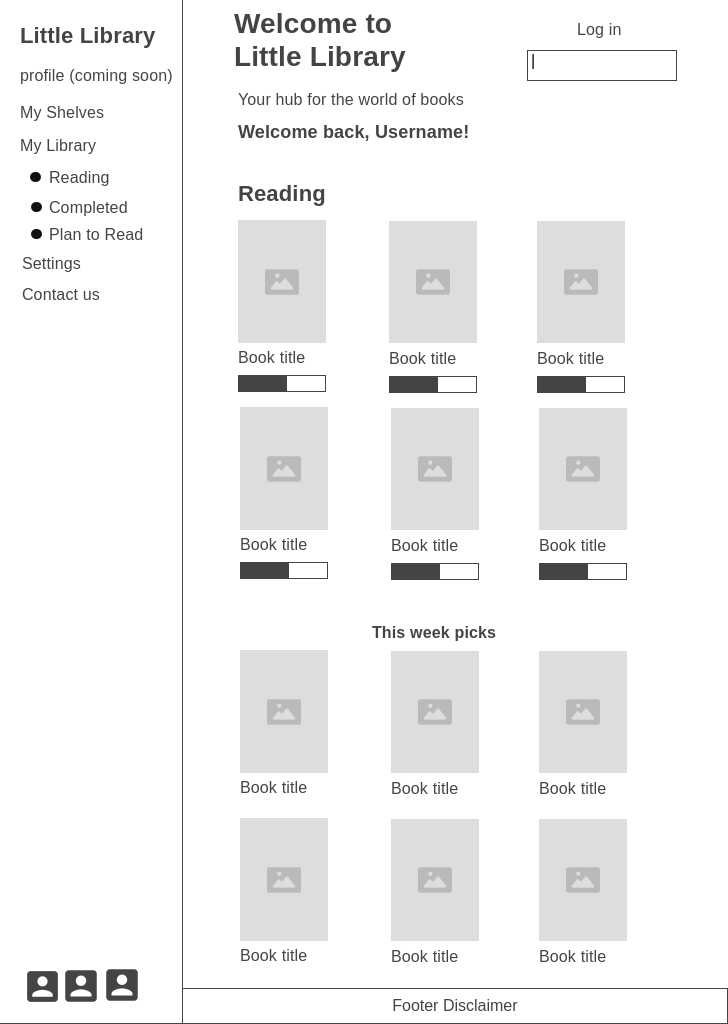 Little Library
profile (coming soon)
My Shelves
My Library
Reading
Completed
Plan to Read
Settings
Contact us
Welcome to
Little Library
Log in
Your hub for the world of books
Welcome back, Username!
Reading
Book title
Book title
Book title
Book title
Book title
Book title
This week picks
Book title
Book title
Book title
Book title
Book title
Book title
Footer Disclaimer